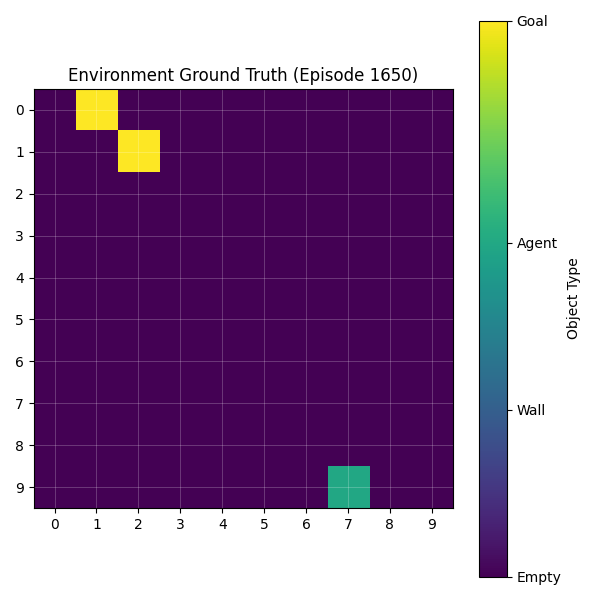 Environment Ground Truth (Episode 1650)
0
1
2
3
4
5
6
7
8
9
0 1 2 3 4 5 6 7 8 9
Goal
Agent
Wall
Empty
Object Type